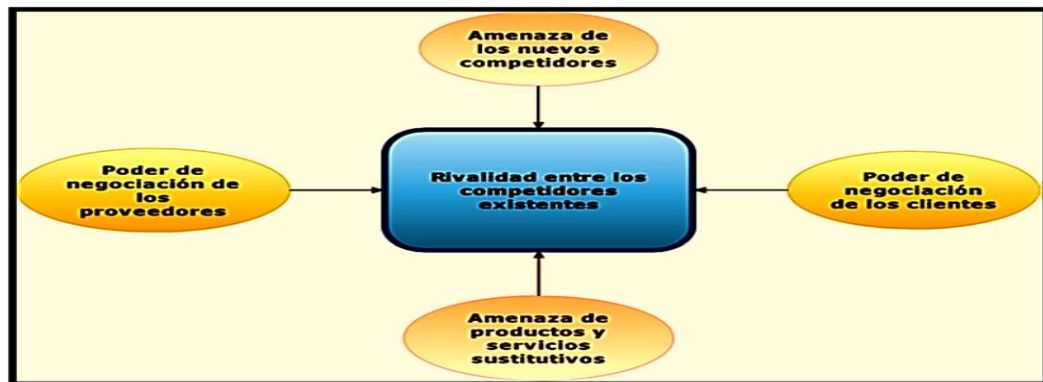 Amenaza de
los nuevos
competidores
Poder de
negociación de
los
proveedores
Rivalidad entre los
competidores
existentes
Poder de
negociación
de los clientes
Amenaza de
productos y
servicios
sustitutivos